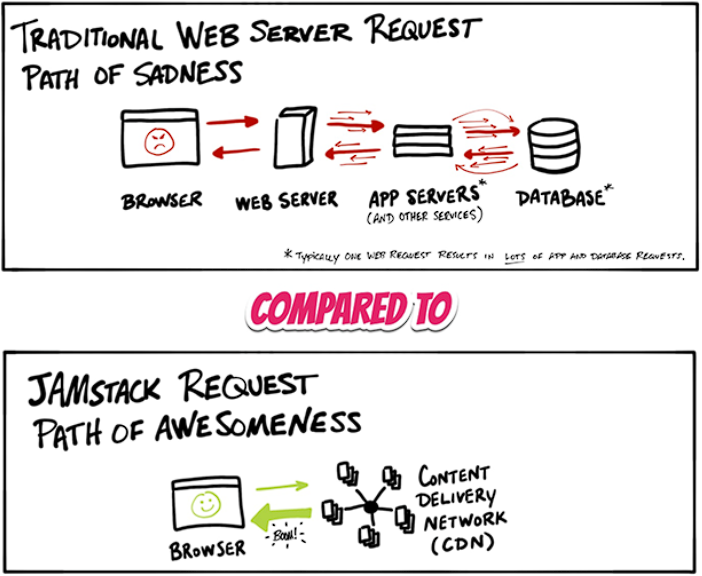 TRADITIONAL WEB SERVER REQUEST
PATH OF SADNESS
BROWSER
WEB SERVER
APP SERVERS*
(AND OTHER SERVICES)
DATABASE*
* TYPICALLY ONE WEB REQUEST RESULTS IN LOTS OF APP AND DATABASE REQUESTS.
COMPARED TO
JAMSTACK REQUEST
PATH OF AWESOMENESS
BROWSER
BOOM!
CONTENT
DELIVERY
NETWORK
(CDN)